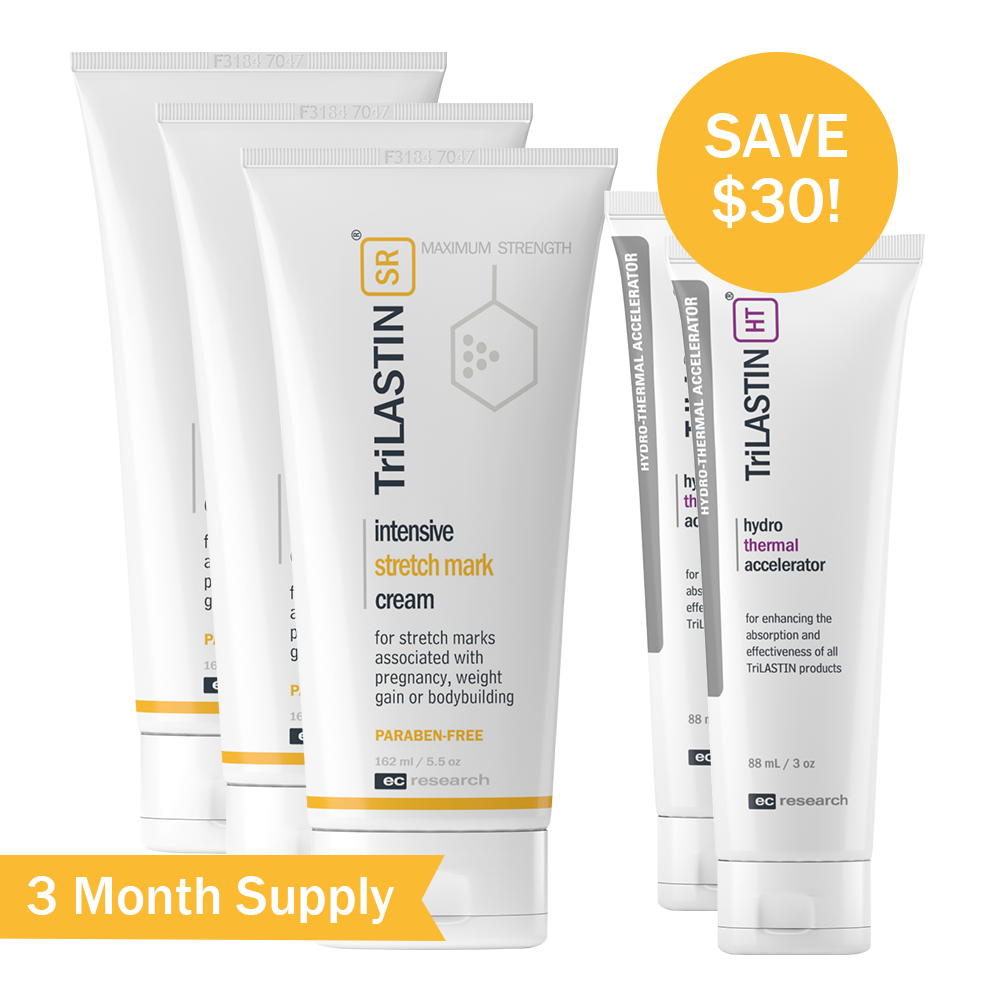 F3184 7047
F3184 7047
F3184 7047
SAVE
$30!
TriLASTIN® SR
MAXIMUM STRENGTH
intensive
stretch mark
cream
for stretch marks
associated with
pregnancy, weight
gain or bodybuilding
PARABEN-FREE
162 ml / 5.5 oz
ec research
HYDRO-THERMAL ACCELERATOR
for
88
ec
HYDRO-THERMAL ACCELERATOR
TriLASTIN® HT
hydro
thermal
accelerator
for enhancing the
absorption and
effectiveness of all
TriLASTIN products
88 mL / 3 oz
ec research
3 Month Supply